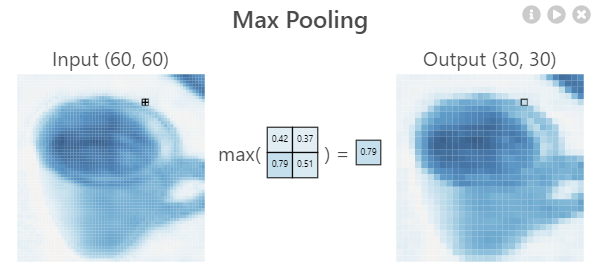 Max Pooling
Input (60, 60)
Output (30, 30)
max(
0.42 0.37
0.79 0.51
) = 0.79